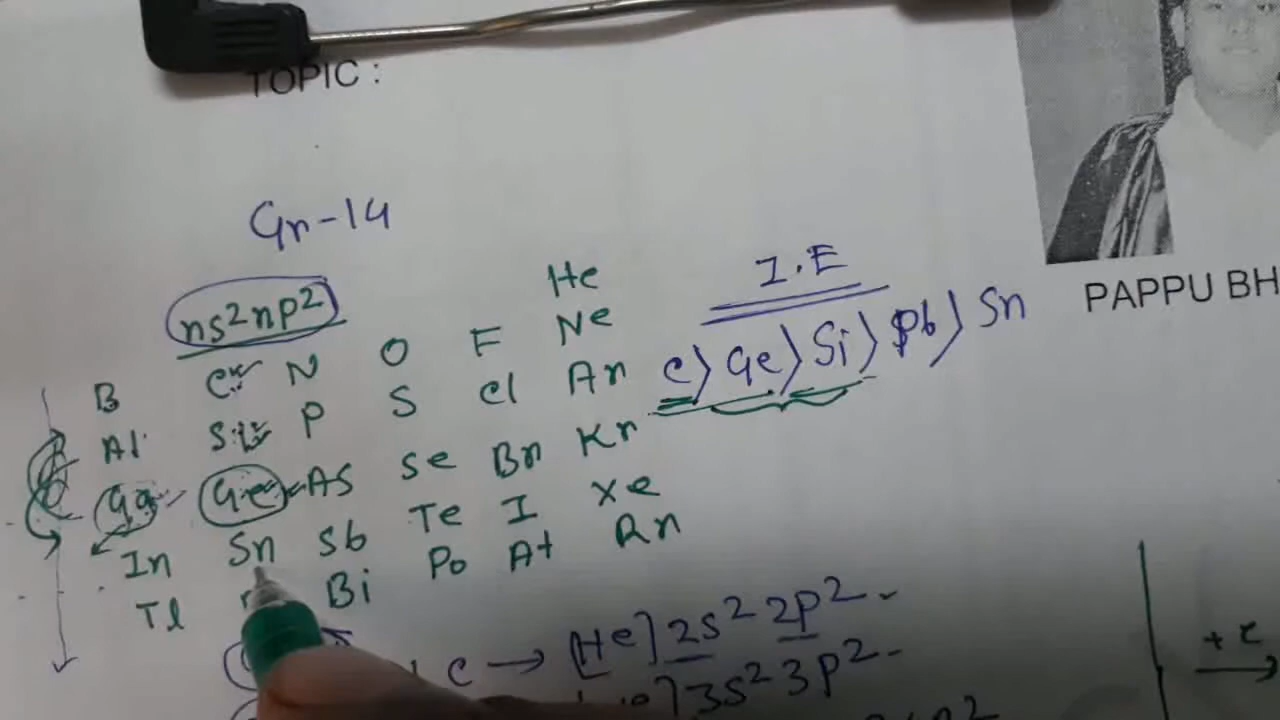 TOPIC :
Gr-14
ns²np²
I.E
C > Ge > Si > Pb > Sn
PAPPU BH
He
B C N O F Ne
Al Si P S Cl Ar
Ga Ge As Se Br Kr
In Sn Sb Te I Xe
Tl Bi Po At Rn
C → [He] 2s² 2p²
] 3s² 3p²
+ e